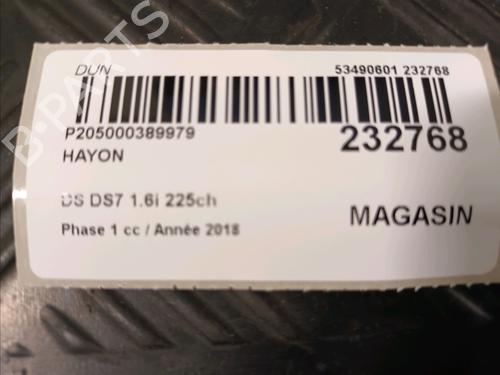 DUN 53490601 232768
P205000389979
232768
HAYON
DS DS7 1.6i 225ch
MAGASIN
Phase 1 cc / Année 2018
B-PARTS